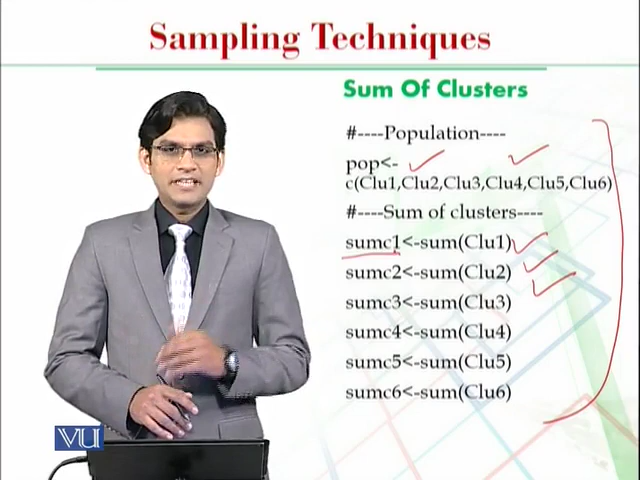 Sampling Techniques
Sum Of Clusters
#----Population----
pop<-
c(Clu1,Clu2,Clu3,Clu4,Clu5,Clu6)
#----Sum of clusters----
sumc1<-sum(Clu1)
sumc2<-sum(Clu2)
sumc3<-sum(Clu3)
sumc4<-sum(Clu4)
sumc5<-sum(Clu5)
sumc6<-sum(Clu6)
VU